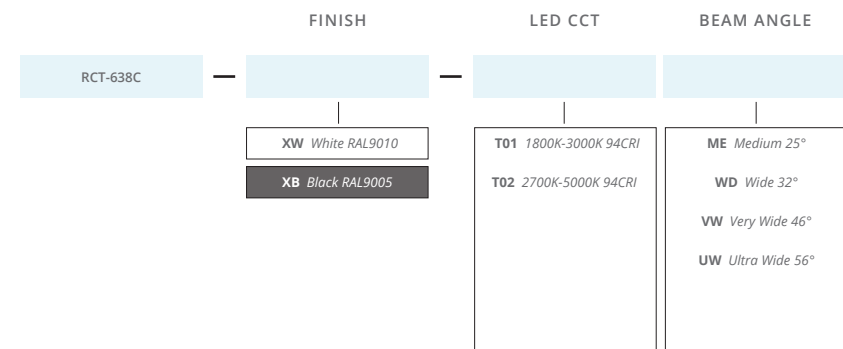 FINISH LED CCT BEAM ANGLE
RCT-638C — —
XW White RAL9010
XB Black RAL9005
T01 1800K-3000K 94CRI
T02 2700K-5000K 94CRI
ME Medium 25°
WD Wide 32°
VW Very Wide 46°
UW Ultra Wide 56°